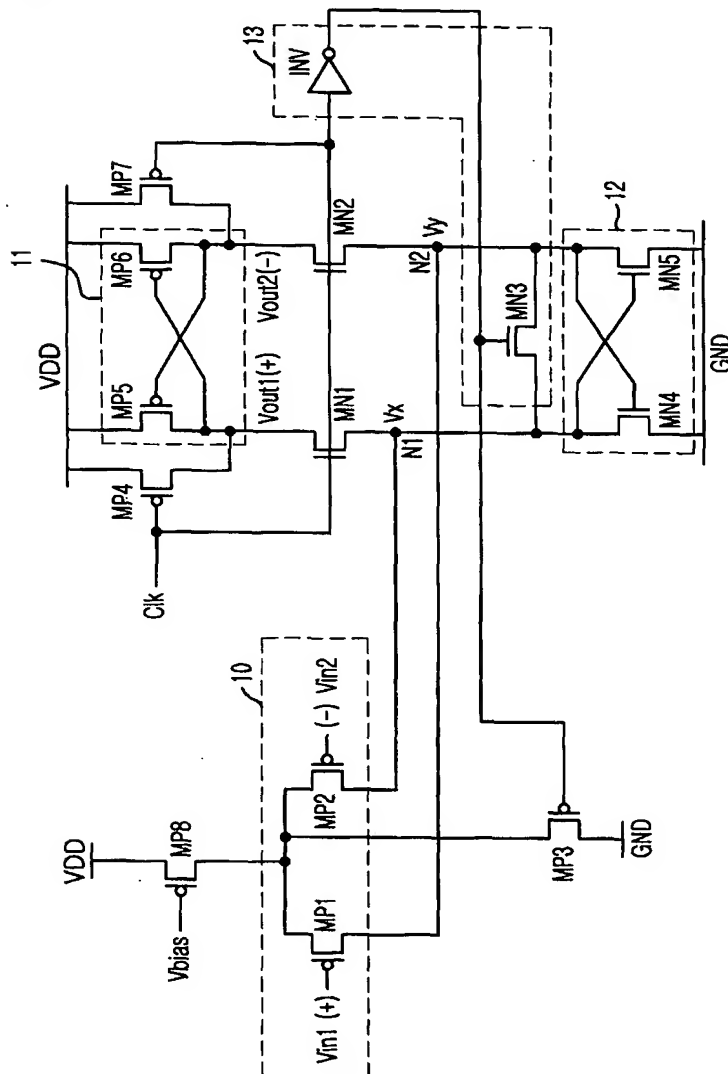 11
13
VDD
MP4
MP5
MP6
MP7
INV
Clk
Vout1(+)
Vout2(-)
MN1
MN2
Vx
N1
Vy
N2
MN3
12
MN4
MN5
GND
VDD
Vbias
MP8
10
Vin1 (+)
MP1
MP2
(-) Vin2
MP3
GND